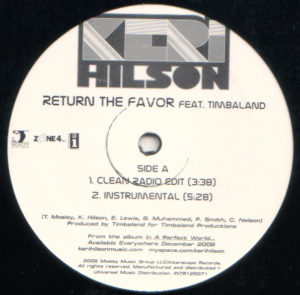 KERI
HILSON
RETURN THE FAVOR FEAT. TIMBALAND
ZONE 4
SIDE A
1. CLEAN RADIO EDIT (3:38)
2. INSTRUMENTAL (5:28)
(T. Mosley, K. Hilson, E. Lewis, B. Muhammed, P. Smith, C. Nelson)
Produced by Timbaland for Timbaland Productions
From the album In A Perfect World...
Available Everywhere December 2008
kerihilsonmusic.com myspace.com/kerihilson
2008 Mosley Music Group LLC/Interscope Records.
All rights reserved. Manufactured and distributed
Universal Music Distribution.